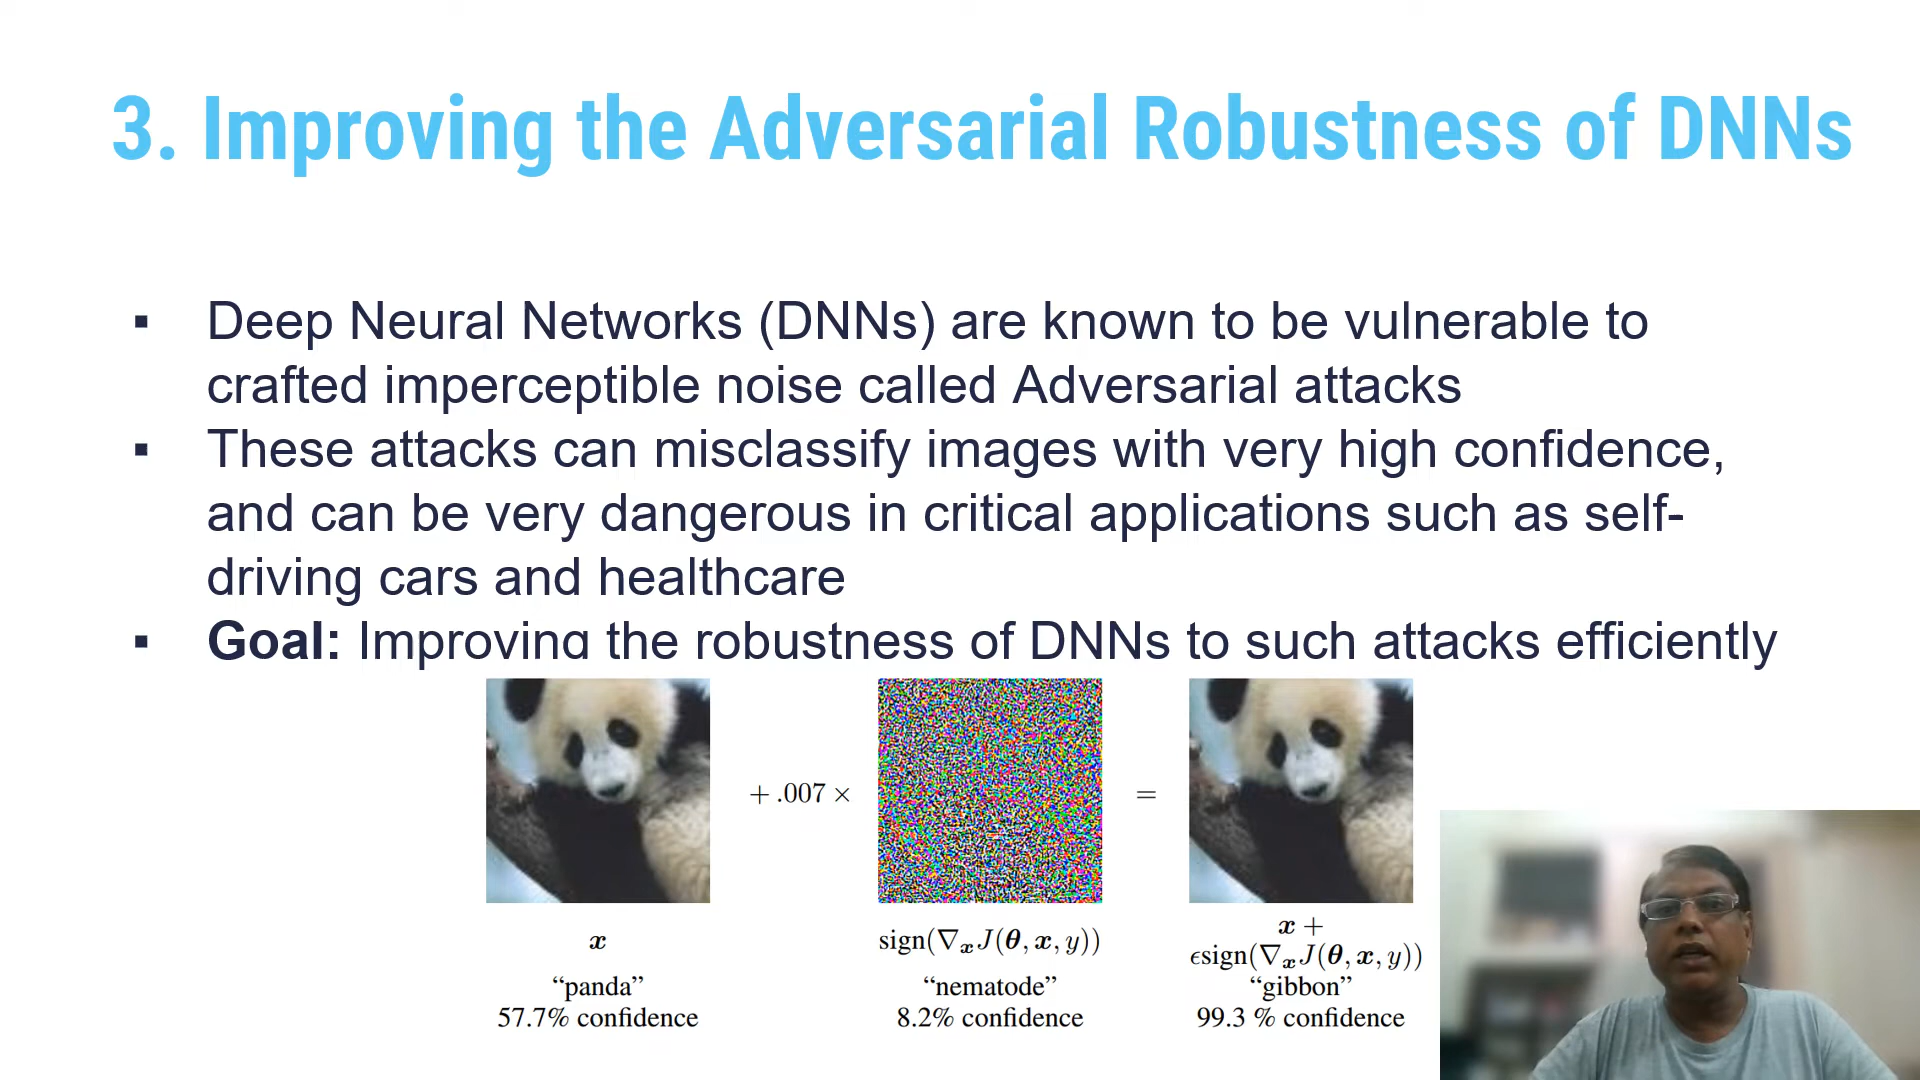 3. Improving the Adversarial Robustness of DNNs
▪ Deep Neural Networks (DNNs) are known to be vulnerable to
crafted imperceptible noise called Adversarial attacks
▪ These attacks can misclassify images with very high confidence,
and can be very dangerous in critical applications such as self-
driving cars and healthcare
▪ Goal: Improving the robustness of DNNs to such attacks efficiently
+ .007 ×
=
x
“panda”
57.7% confidence
sign(∇ₓJ(θ, x, y))
“nematode”
8.2% confidence
x +
ϵsign(∇ₓJ(θ, x, y))
“gibbon”
99.3 % confidence